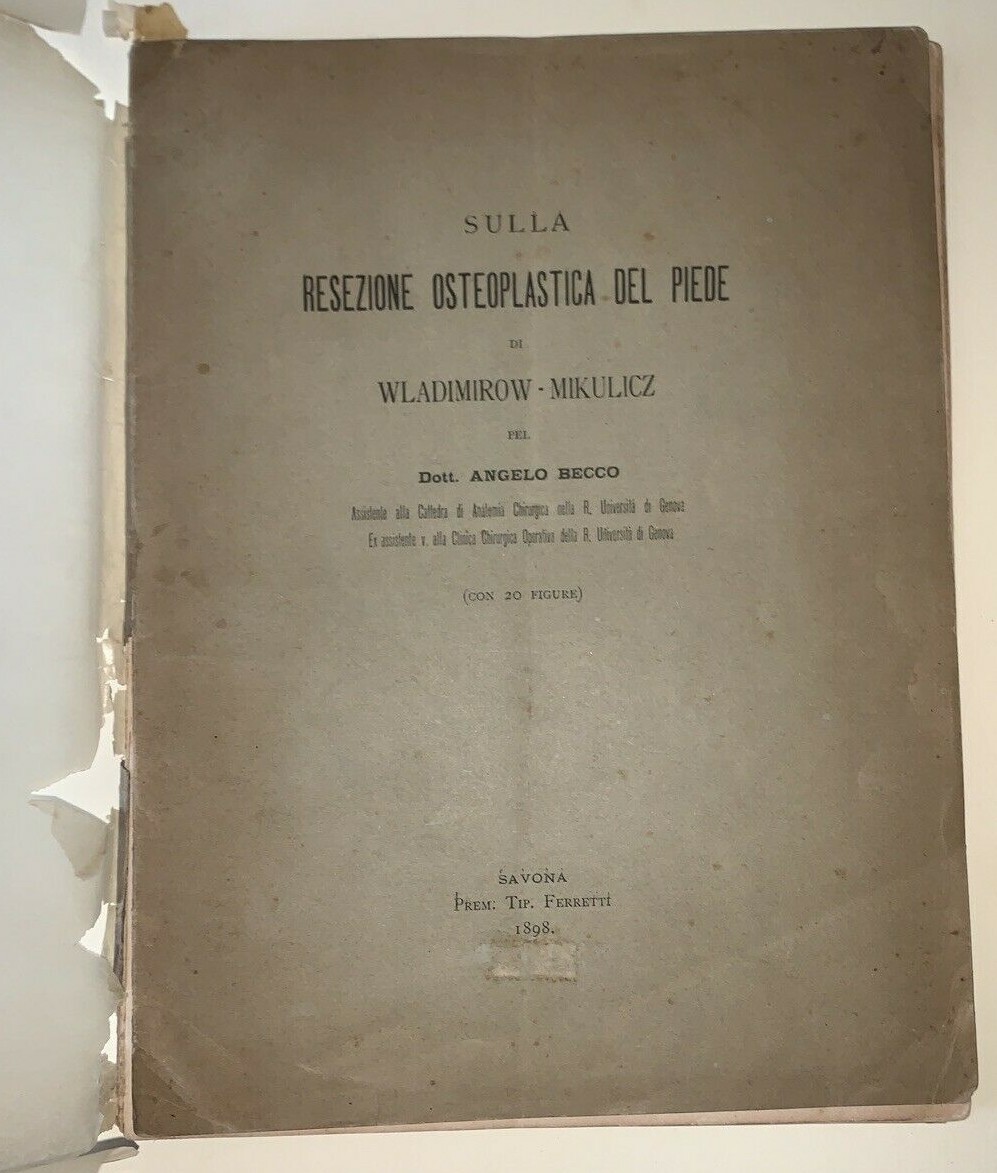 SULLA
RESEZIONE OSTEOPLASTICA DEL PIEDE
DI
WLADIMIROW - MIKULICZ
PEL
Dott. ANGELO BECCO
Assistente alla Cattedra di Anatomia Chirurgica nella R. Università di Genova
Ex assistente v. alla Clinica Chirurgica Operativa della R. Università di Genova
(CON 20 FIGURE)
SAVONA
PREM. TIP. FERRETTI
1898.